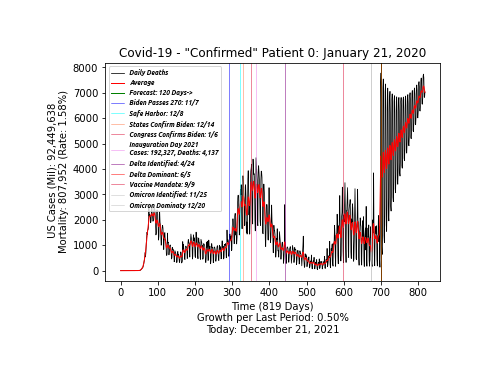 Covid-19 - "Confirmed" Patient 0: January 21, 2020
US Cases (Mil): 92,449,638
Mortality: 807,952 (Rate: 1.58%)
8000
7000
6000
5000
4000
3000
2000
1000
0
Daily Deaths
Average
Forecast: 120 Days->
Biden Passes 270: 11/7
Safe Harbor: 12/8
States Confirm Biden: 12/14
Congress Confirms Biden: 1/6
Inauguration Day 2021
Cases: 192,327, Deaths: 4,137
Delta Identified: 4/24
Delta Dominant: 6/5
Vaccine Mandate: 9/9
Omicron Identified: 11/25
Omicron Dominaty 12/20
0 100 200 300 400 500 600 700 800
Time (819 Days)
Growth per Last Period: 0.50%
Today: December 21, 2021